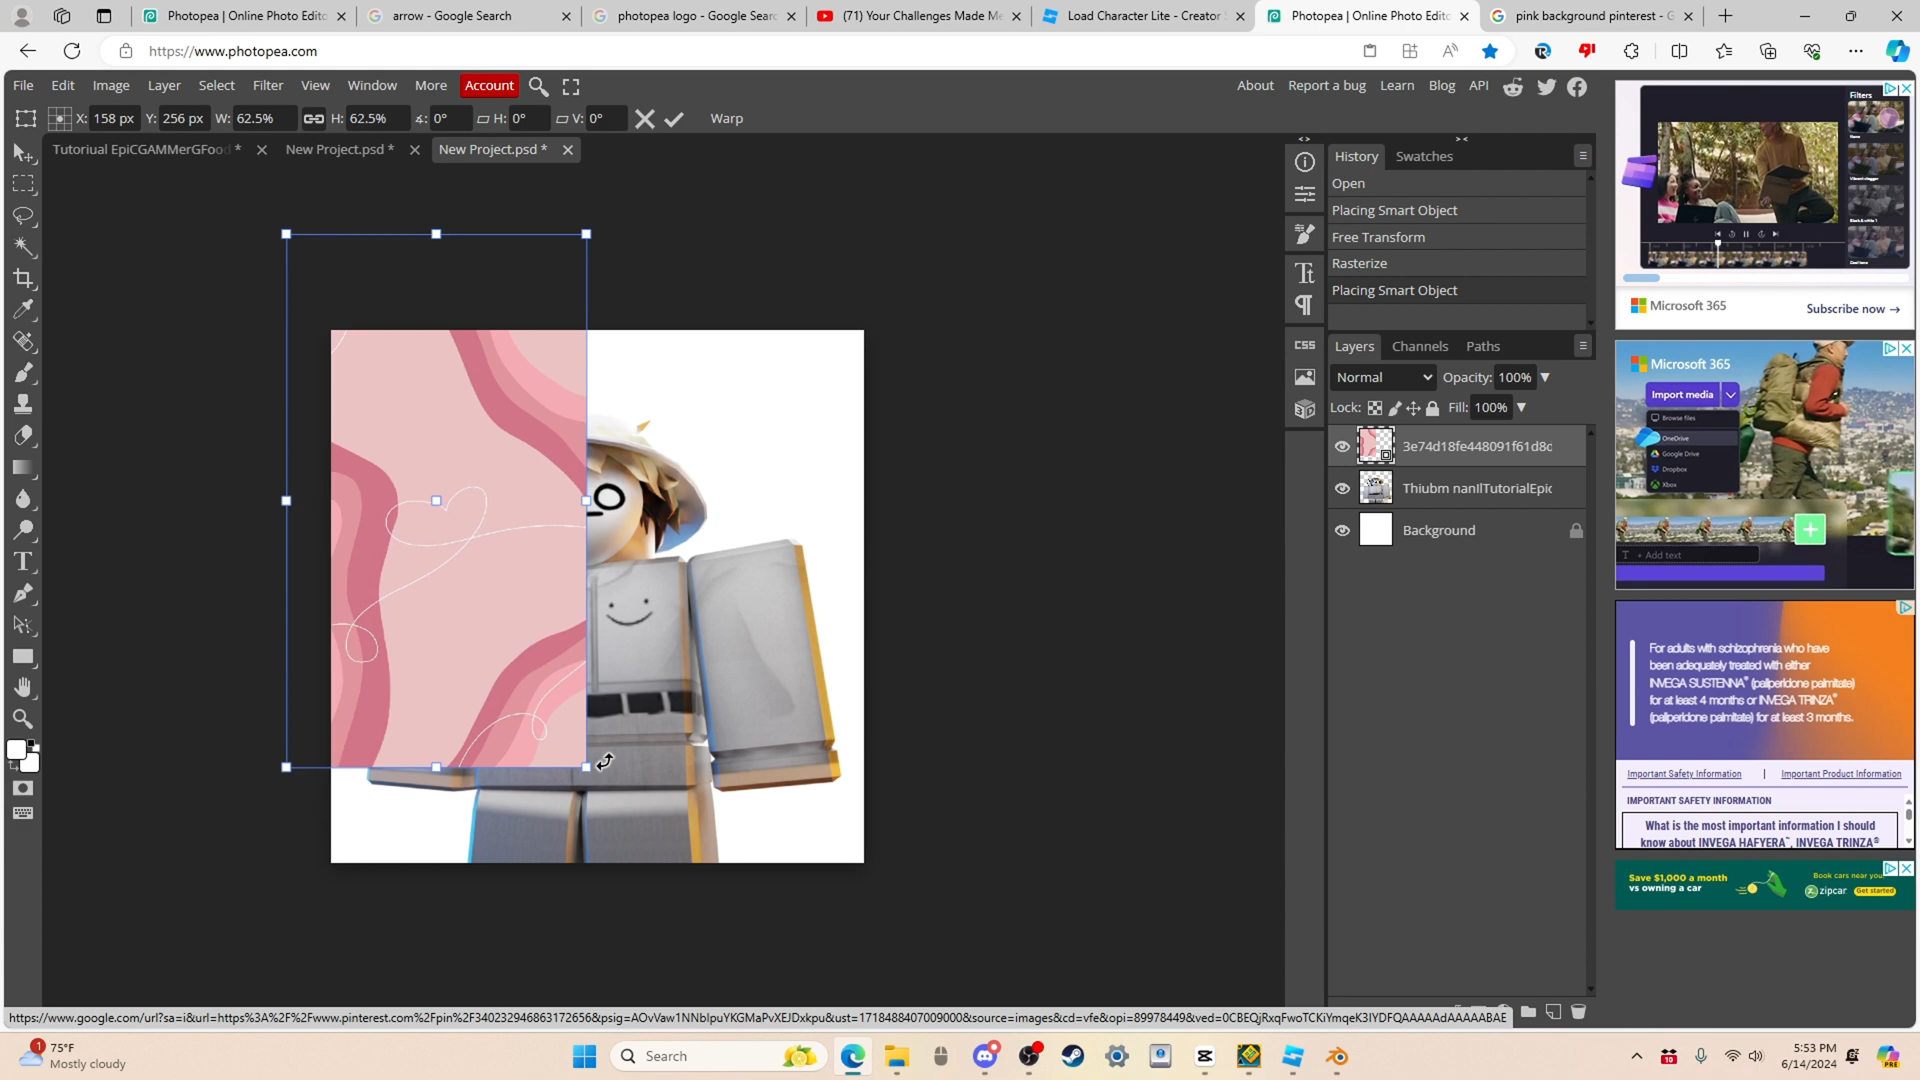 Photopea | Online Photo Edito
arrow - Google Search
photopea logo - Google Searc
(71) Your Challenges Made Me
Load Character Lite - Creator
Photopea | Online Photo Edito
pink background pinterest - G
https://www.photopea.com
File Edit Image Layer Select Filter View Window More Account
About Report a bug Learn Blog API
X: 158 px Y: 256 px W: 62.5% H: 62.5% ∡: 0° H: 0° V: 0° Warp
Tutoriual EpiCGAMMerGFood *
New Project.psd *
New Project.psd *
History Swatches
Open
Placing Smart Object
Free Transform
Rasterize
Placing Smart Object
CSS
Layers Channels Paths
Normal Opacity: 100%
Lock: Fill: 100%
3e74d18fe448091f61d8c
Thiubm nanIlTutorialEpic
Background
Filters
Microsoft 365 Subscribe now →
Microsoft 365
Import media
Browse files
OneDrive
Google Drive
Dropbox
Xbox
T + Add text
For adults with schizophrenia who have
been adequately treated with either
INVEGA SUSTENNA® (paliperidone palmitate)
for at least 4 months or INVEGA TRINZA®
(paliperidone palmitate) for at least 3 months.
Important Safety Information | Important Product Information
IMPORTANT SAFETY INFORMATION
What is the most important information I should
know about INVEGA HAFYERA™, INVEGA TRINZA®
Save $1,000 a month
vs owning a car
Book cars near you
zipcar Get started
https://www.google.com/url?sa=i&url=https%3A%2F%2Fwww.pinterest.com%2Fpin%2F340232946863172656&psig=AOvVaw1NNbIpuYKGMaPvXEJDxkpu&ust=1718488407009000&source=images&cd=vfe&opi=89978449&ved=0CBEQjRxqFwoTCKiYmqeK3IYDFQAAAAAdAAAAABAE
1
75°F
Mostly cloudy
Search
5:53 PM
6/14/2024